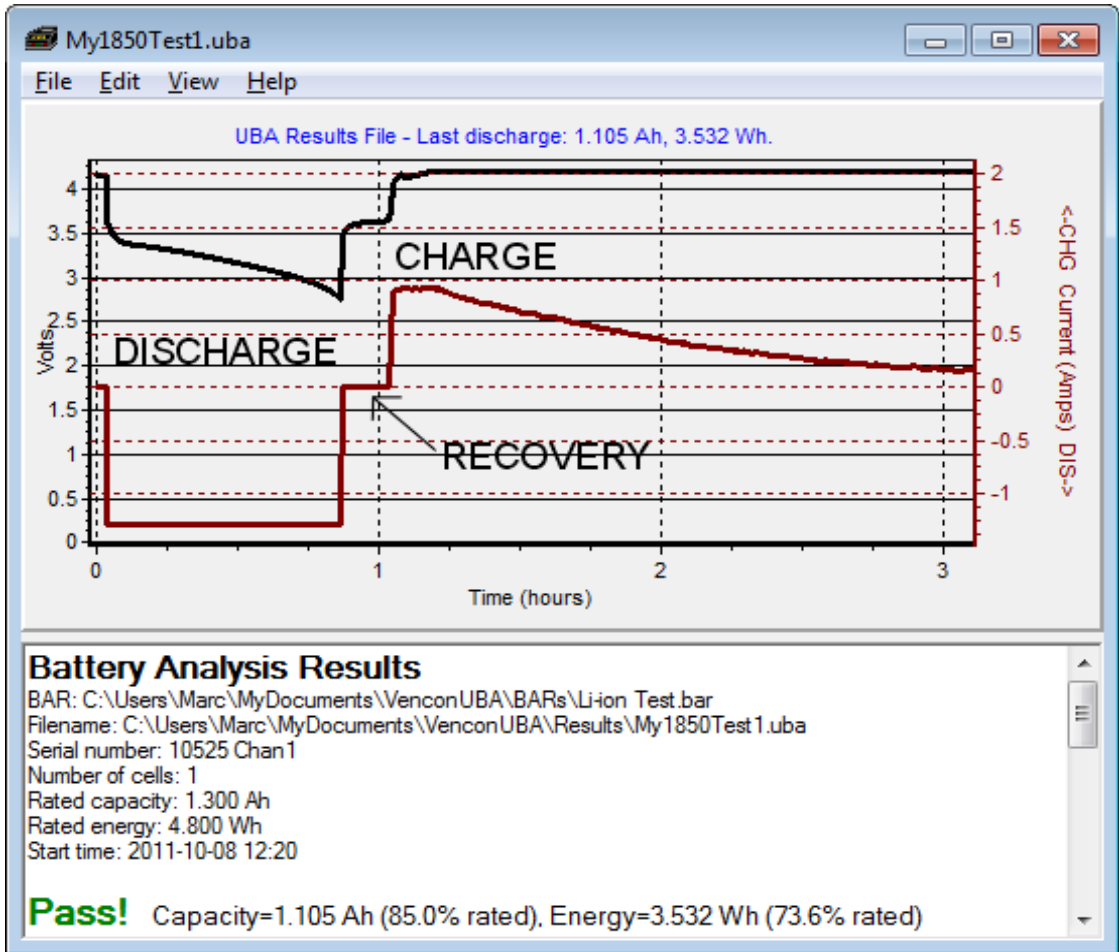 My1850Test1.uba
File Edit View Help
UBA Results File - Last discharge: 1.105 Ah, 3.532 Wh.
4
3.5
3
2.5
2
1.5
1
0.5
0
Volts
2
1.5
1
0.5
0
-0.5
-1
<-CHG Current (Amps) DIS->
CHARGE
DISCHARGE
RECOVERY
0 1 2 3
Time (hours)
Battery Analysis Results
BAR: C:\Users\Marc\MyDocuments\VenconUBA\BARs\Li-ion Test.bar
Filename: C:\Users\Marc\MyDocuments\VenconUBA\Results\My1850Test1.uba
Serial number: 10525 Chan1
Number of cells: 1
Rated capacity: 1.300 Ah
Rated energy: 4.800 Wh
Start time: 2011-10-08 12:20
Pass! Capacity=1.105 Ah (85.0% rated), Energy=3.532 Wh (73.6% rated)